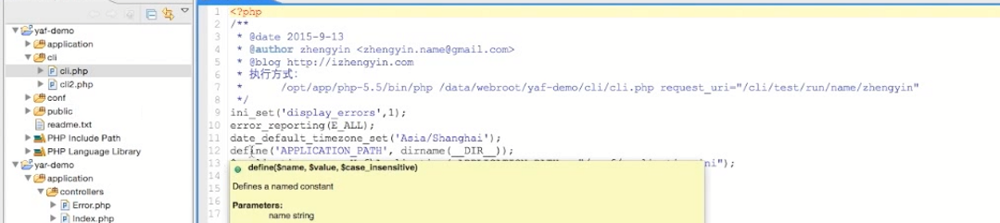 yaf-demo
application
cli
cli.php
cli2.php
conf
public
readme.txt
PHP Include Path
PHP Language Library
yar-demo
application
controllers
Error.php
Index.php
1 <?php
2 /**
3 * @date 2015-9-13
4 * @author zhengyin <zhengyin.name@gmail.com>
5 * @blog http://izhengyin.com
6 * 执行方式：
7 * /opt/app/php-5.5/bin/php /data/webroot/yaf-demo/cli/cli.php request_uri="/cli/test/run/name/zhengyin"
8 */
9 ini_set('display_errors',1);
10 error_reporting(E_ALL);
11 date_default_timezone_set('Asia/Shanghai');
12 define('APPLICATION_PATH', dirname(__DIR__));
13 ni");
14 define($name, $value, $case_insensitive)
15 Defines a named constant
16 Parameters:
17 name string